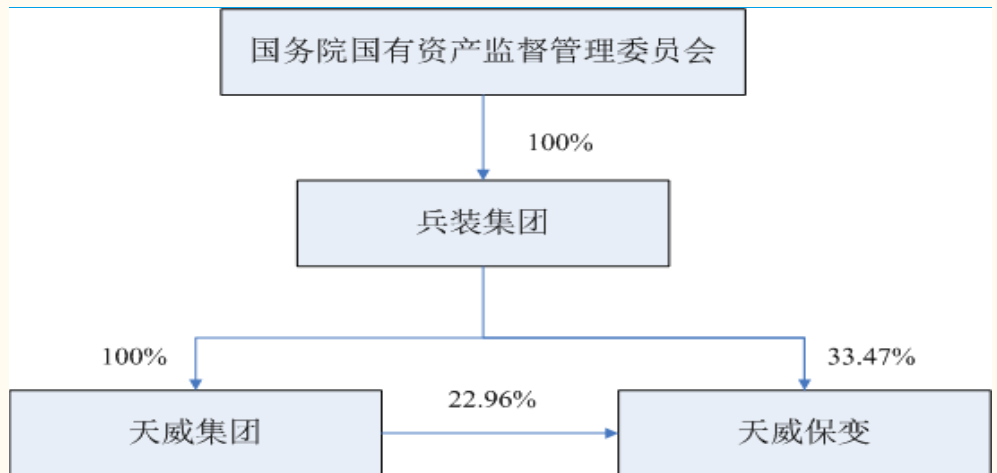 国务院国有资产监督管理委员会
100%
兵装集团
100%
33.47%
22.96%
天威集团
天威保变